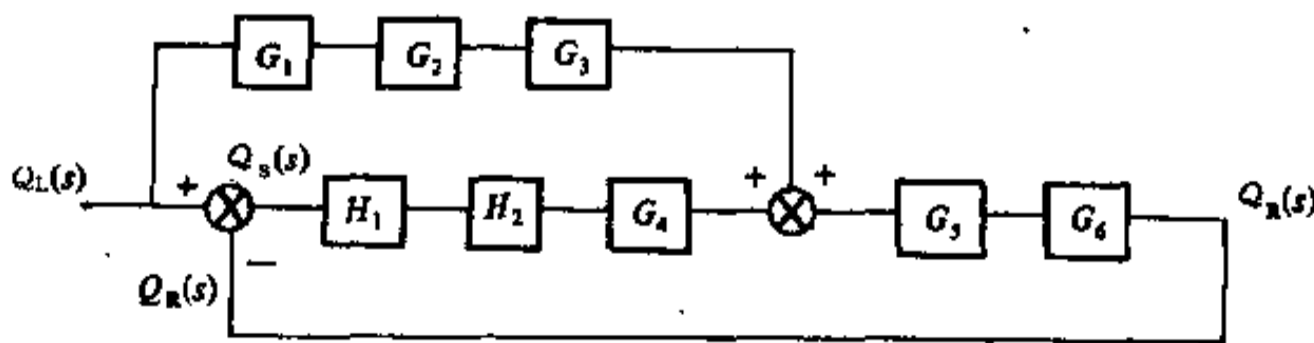 G₁ G₂ G₃
Q_L(s) + Q_s(s) H₁ H₂ G₄ + + G₅ G₆ Q_R(s)
Q_R(s) −